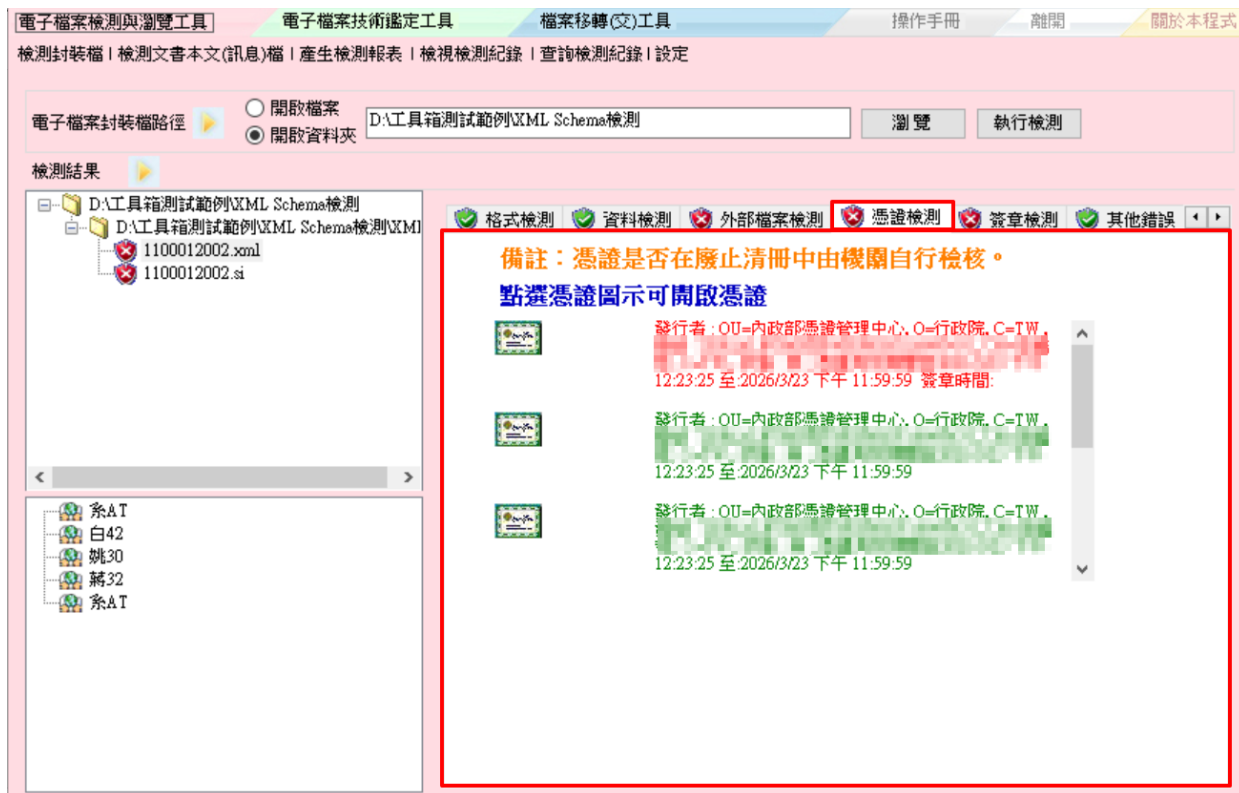 電子檔案檢測與瀏覽工具 電子檔案技術鑑定工具 檔案移轉(交)工具 操作手冊 離開 關於本程式
檢測封裝檔 | 檢測文書本文(訊息)檔 | 產生檢測報表 | 檢視檢測紀錄 | 查詢檢測紀錄 | 設定
電子檔案封裝檔路徑
開啟檔案
開啟資料夾
D:\工具箱測試範例\XML Schema檢測
瀏覽
執行檢測
檢測結果
D:\工具箱測試範例\XML Schema檢測
D:\工具箱測試範例\XML Schema檢測\XMl
1100012002.xml
1100012002.si
糸AT
白42
姚30
蔣32
糸AT
格式檢測 資料檢測 外部檔案檢測 憑證檢測 簽章檢測 其他錯誤
備註：憑證是否在廢止清冊中由機關自行檢核。
點選憑證圖示可開啟憑證
發行者 : OU=內政部憑證管理中心, O=行政院, C=TW ,
12:23:25 至:2026/3/23 下午 11:59:59 簽章時間:
發行者 : OU=內政部憑證管理中心, O=行政院, C=TW ,
12:23:25 至:2026/3/23 下午 11:59:59
發行者 : OU=內政部憑證管理中心, O=行政院, C=TW ,
12:23:25 至:2026/3/23 下午 11:59:59